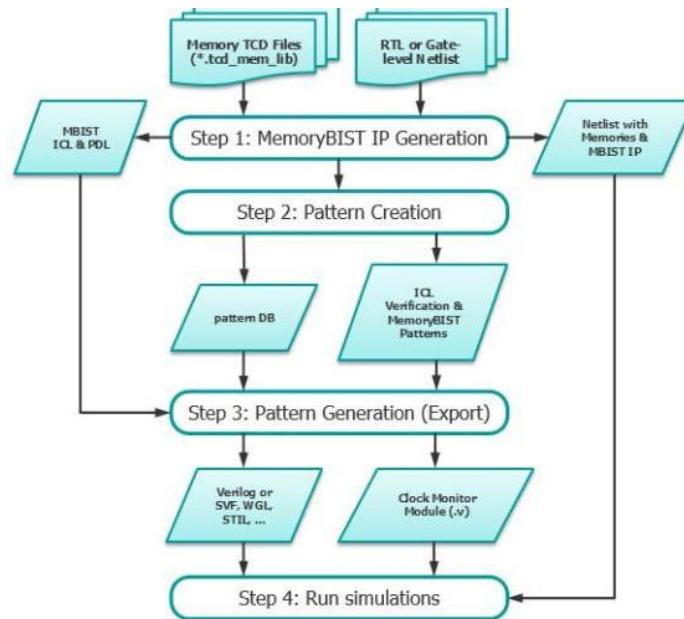 Memory TCD Files
(*.tcd_mem_lib)
RTL or Gate-
level Netlist
MBIST
ICL & PDL
Step 1: MemoryBIST IP Generation
Netlist with
Memories &
MBIST IP
Step 2: Pattern Creation
pattern DB
ICL
Verification &
MemoryBIST
Patterns
Step 3: Pattern Generation (Export)
Verilog or
SVF, WGL,
STIL, ...
Clock Monitor
Module (.v)
Step 4: Run simulations